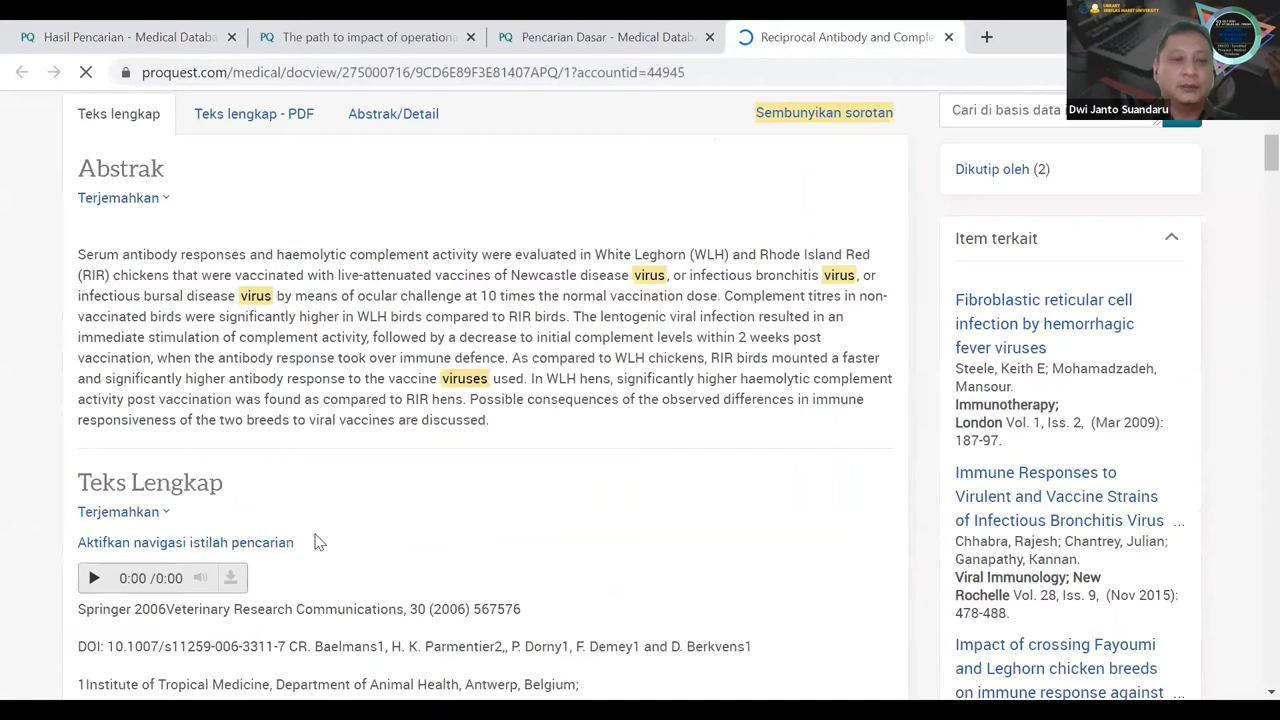 Hasil Pencarian - Medical Databa
The path to impact of operationa
Pencarian Dasar - Medical Datab
Reciprocal Antibody and Comple
proquest.com/medical/docview/275000716/9CD6E89F3E81407APQ/1?accountid=44945
LIBRARY
SEBELAS MARET UNIVERSITY
Dwi Janto Suandaru
Teks lengkap
Teks lengkap - PDF
Abstrak/Detail
Sembunyikan sorotan
Cari di basis data
Abstrak
Terjemahkan
Serum antibody responses and haemolytic complement activity were evaluated in White Leghorn (WLH) and Rhode Island Red
(RIR) chickens that were vaccinated with live-attenuated vaccines of Newcastle disease virus, or infectious bronchitis virus, or
infectious bursal disease virus by means of ocular challenge at 10 times the normal vaccination dose. Complement titres in non-
vaccinated birds were significantly higher in WLH birds compared to RIR birds. The lentogenic viral infection resulted in an
immediate stimulation of complement activity, followed by a decrease to initial complement levels within 2 weeks post
vaccination, when the antibody response took over immune defence. As compared to WLH chickens, RIR birds mounted a faster
and significantly higher antibody response to the vaccine viruses used. In WLH hens, significantly higher haemolytic complement
activity post vaccination was found as compared to RIR hens. Possible consequences of the observed differences in immune
responsiveness of the two breeds to viral vaccines are discussed.
Teks Lengkap
Terjemahkan
Aktifkan navigasi istilah pencarian
0:00 /0:00
Springer 2006Veterinary Research Communications, 30 (2006) 567576
DOI: 10.1007/s11259-006-3311-7 CR. Baelmans1, H. K. Parmentier2,, P. Dorny1, F. Demey1 and D. Berkvens1
1Institute of Tropical Medicine, Department of Animal Health, Antwerp, Belgium;
Dikutip oleh (2)
Item terkait
Fibroblastic reticular cell
infection by hemorrhagic
fever viruses
Steele, Keith E; Mohamadzadeh,
Mansour.
Immunotherapy;
London Vol. 1, Iss. 2, (Mar 2009):
187-97.
Immune Responses to
Virulent and Vaccine Strains
of Infectious Bronchitis Virus ...
Chhabra, Rajesh; Chantrey, Julian;
Ganapathy, Kannan.
Viral Immunology; New
Rochelle Vol. 28, Iss. 9, (Nov 2015):
478-488.
Impact of crossing Fayoumi
and Leghorn chicken breeds
on immune response against